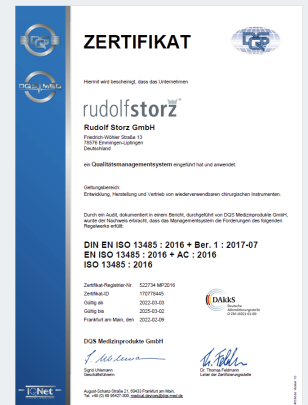 DQS
ZERTIFIKAT
DQS MED
Hiermit wird bescheinigt, dass das Unternehmen
rudolfstorz
Rudolf Storz GmbH
Friedrich-Wöhler Straße 13
78576 Emmingen-Liptingen
Deutschland
ein Qualitätsmanagementsystem eingeführt hat und anwendet.
Geltungsbereich:
Entwicklung, Herstellung und Vertrieb von wiederverwendbaren chirurgischen Instrumenten.
Durch ein Audit, dokumentiert in einem Bericht, durchgeführt von DQS Medizinprodukte GmbH,
wurde der Nachweis erbracht, dass das Managementsystem die Forderungen des folgenden
Regelwerks erfüllt:
DIN EN ISO 13485 : 2016 + Ber. 1 : 2017-07
EN ISO 13485 : 2016 + AC : 2016
ISO 13485 : 2016
Zertifikat-Registrier-Nr. 522734 MP2016
Zertifikat-ID 170778445
Gültig ab 2022-03-03
Gültig bis 2025-03-02
Frankfurt am Main, den 2022-02-09
DAkkS
Deutsche
Akkreditierungsstelle
DQS Medizinprodukte GmbH
Sigrid Uhlemann
Geschäftsführerin
Dr. Thomas Feldmann
Leiter der Zertifizierungsstelle
August-Schanz-Straße 21, 60433 Frankfurt am Main,
IQNet